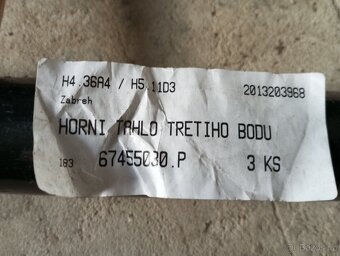 H4.36A4 / H5.11D3 2013203968
Zabreh
HORNI TAHLO TRETIHO BODU
183 67455030.P 3 KS